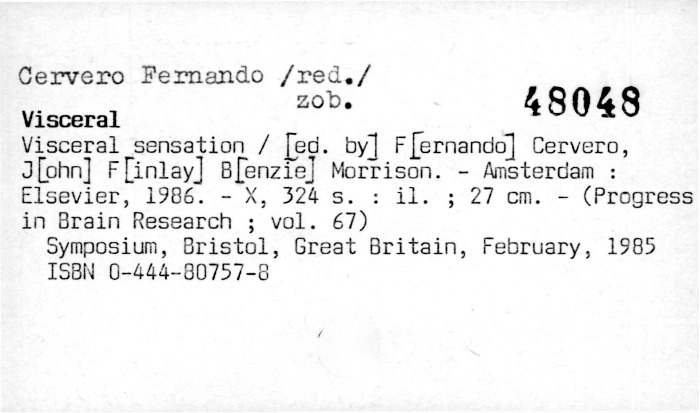 Cervero Fernando /red./
zob.
48048
Visceral
Visceral sensation / [ed. by] F[ernando] Cervero,
J[ohn] F[inlay] B[enzie] Morrison. - Amsterdam :
Elsevier, 1986. - X, 324 s. : il. ; 27 cm. - (Progress
in Brain Research ; vol. 67)
Symposium, Bristol, Great Britain, February, 1985
ISBN 0-444-80757-8